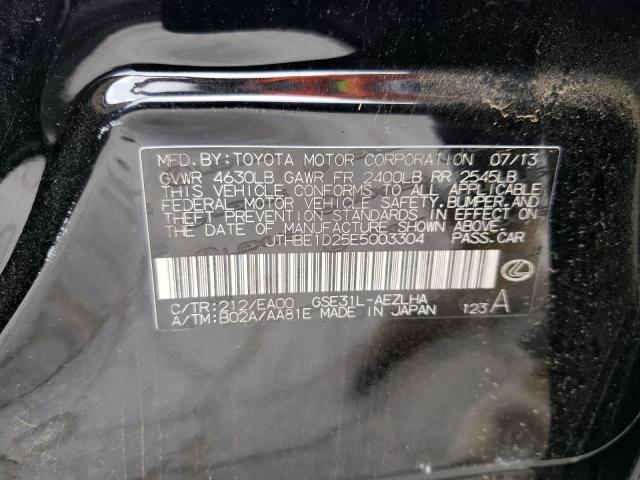 MFD. BY: TOYOTA MOTOR CORPORATION 07/13
GVWR 4630LB GAWR FR 2400LB RR 2545LB
THIS VEHICLE CONFORMS TO ALL APPLICABLE
FEDERAL MOTOR VEHICLE SAFETY, BUMPER, AND
THEFT PREVENTION STANDARDS IN EFFECT ON
THE DATE OF MANUFACTURE SHOWN ABOVE.
JTHBE1D25E5003304 PASS. CAR
C/TR: 212/EA00 GSE31L-AEZLHA
A/TM: B02A/AA81E MADE IN JAPAN 123 A